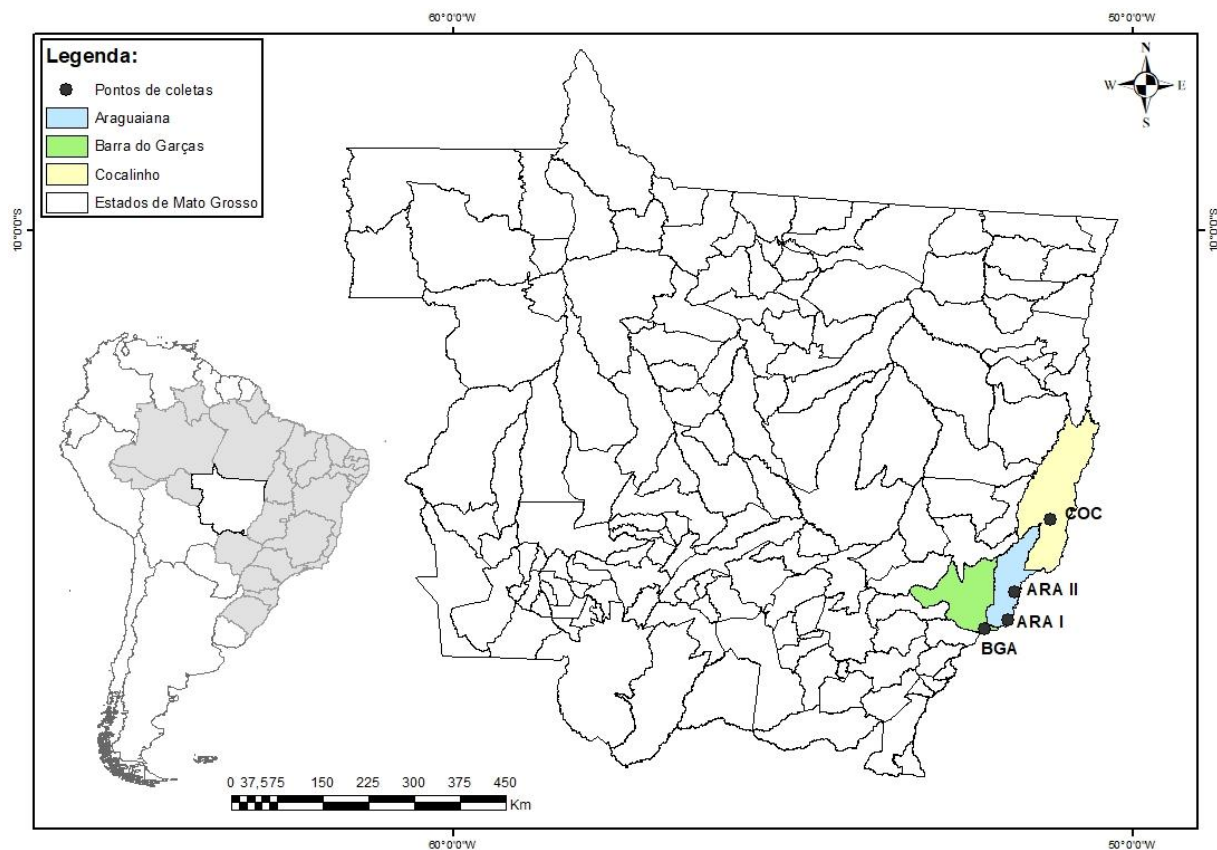 60°0'0"W
50°0'0"W
Legenda:
Pontos de coletas
Araguaiana
Barra do Garças
Cocalinho
Estados de Mato Grosso
N
W
E
S
10°0'0"S
10°0'0"S
COC
ARA II
ARA I
BGA
0 37,575 150 225 300 375 450
Km
60°0'0"W
50°0'0"W